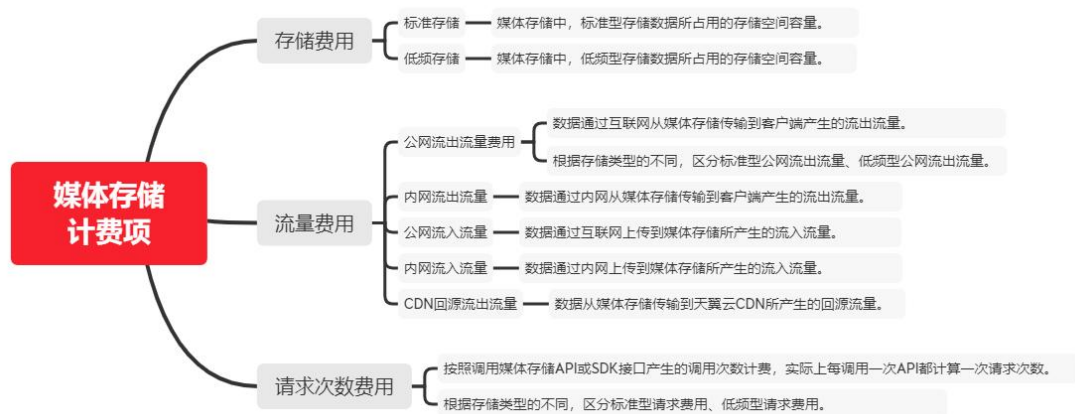 媒体存储
计费项
存储费用
标准存储
媒体存储中，标准型存储数据所占用的存储空间容量。
低频存储
媒体存储中，低频型存储数据所占用的存储空间容量。
流量费用
公网流出流量费用
数据通过互联网从媒体存储传输到客户端产生的流出流量。
根据存储类型的不同，区分标准型公网流出流量、低频型公网流出流量。
内网流出流量
数据通过内网从媒体存储传输到客户端产生的流出流量。
公网流入流量
数据通过互联网上传到媒体存储所产生的流入流量。
内网流入流量
数据通过内网上传到媒体存储所产生的流入流量。
CDN回源流出流量
数据从媒体存储传输到天翼云CDN所产生的回源流量。
请求次数费用
按照调用媒体存储API或SDK接口产生的调用次数计费，实际上每调用一次API都计算一次请求次数。
根据存储类型的不同，区分标准型请求费用、低频型请求费用。